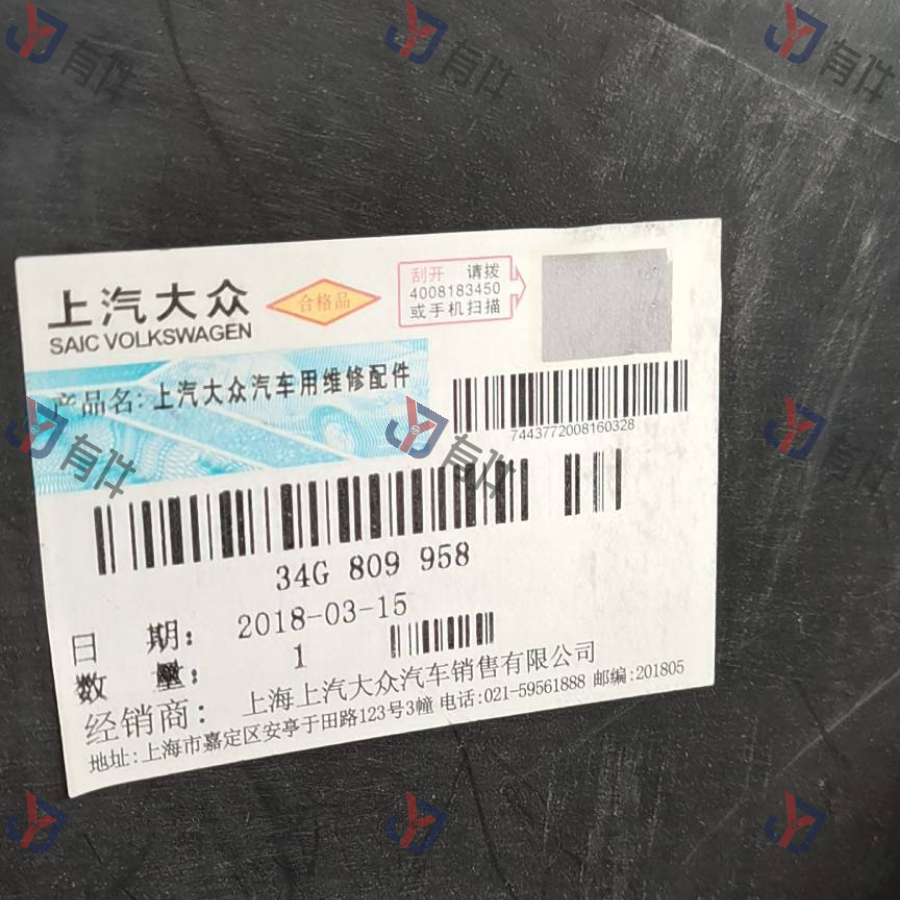 有件
有件
有件
上汽大众
SAIC VOLKSWAGEN
合格品
刮开 请拨
4008183450
或手机扫描
产品名: 上汽大众汽车用维修配件
7443772008160328
有件
有件
有件
34G 809 958
日 期: 2018-03-15
数 量: 1
经销商: 上海上汽大众汽车销售有限公司
地址:上海市嘉定区安亭于田路123号3幢 电话:021-59561888 邮编:201805